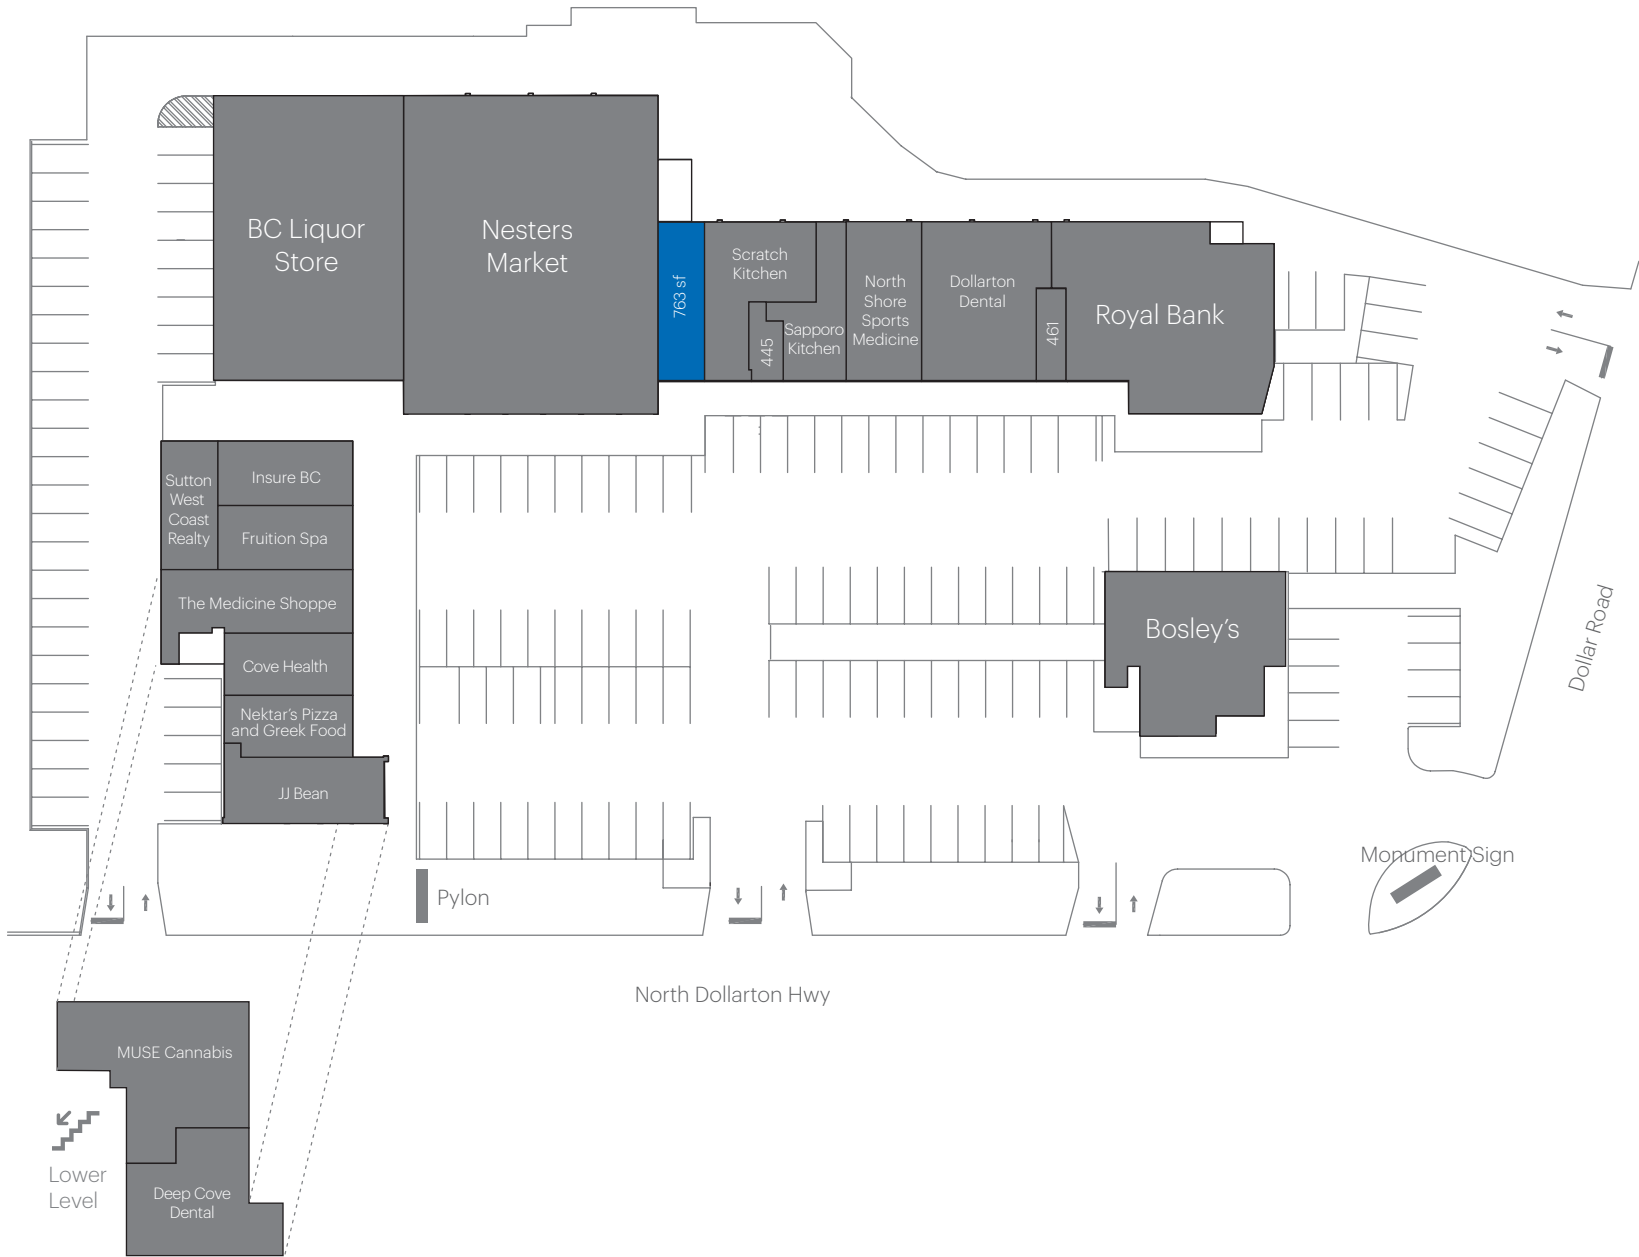 BC Liquor
Store
Nesters
Market
763 sf
Scratch
Kitchen
445
Sapporo
Kitchen
North
Shore
Sports
Medicine
Dollarton
Dental
461
Royal Bank
Sutton
West
Coast
Realty
Insure BC
Fruition Spa
The Medicine Shoppe
Cove Health
Nektar's Pizza
and Greek Food
JJ Bean
Bosley's
Dollar Road
Monument Sign
Pylon
North Dollarton Hwy
MUSE Cannabis
Lower
Level
Deep Cove
Dental